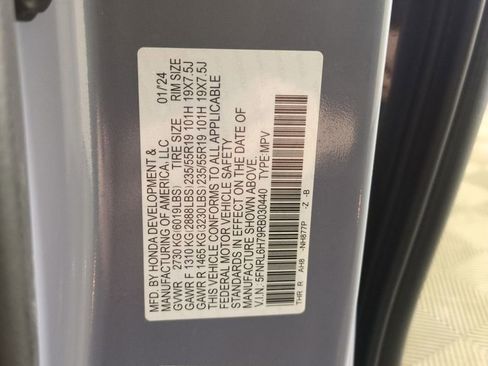 MFD. BY HONDA DEVELOPMENT & 01/24
MANUFACTURING OF AMERICA, LLC
GVWR 2730 KG(6019LBS) TIRE SIZE RIM SIZE
GAWR F 1310 KG(2888LBS)235/55R19 101H 19X7.5J
GAWR R 1465 KG(3230LBS)235/55R19 101H 19X7.5J
THIS VEHICLE CONFORMS TO ALL APPLICABLE
FEDERAL MOTOR VEHICLE SAFETY
STANDARDS IN EFFECT ON THE DATE OF
MANUFACTURE SHOWN ABOVE.
V.I.N. 5FNRL6H79RB030440 TYPE:MPV
THR R AH8 -NH877P -Z -B